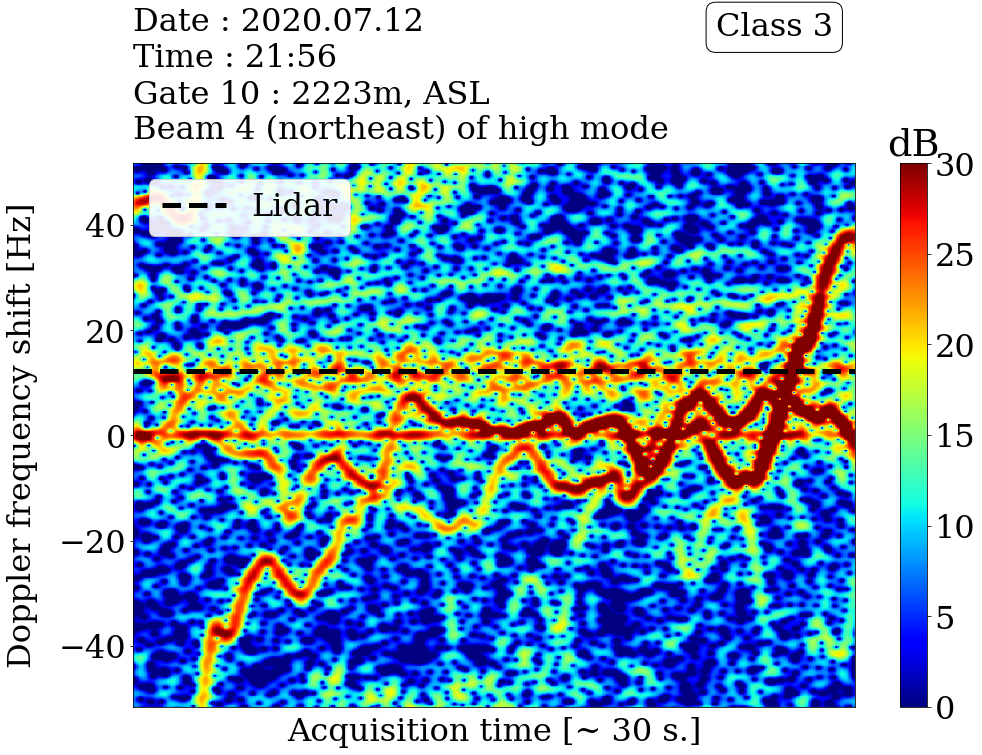 Date : 2020.07.12
Time : 21:56
Gate 10 : 2223m, ASL
Beam 4 (northeast) of high mode
Class 3
dB
Lidar
Doppler frequency shift [Hz]
40
20
0
−20
−40
30
25
20
15
10
5
0
Acquisition time [~ 30 s.]